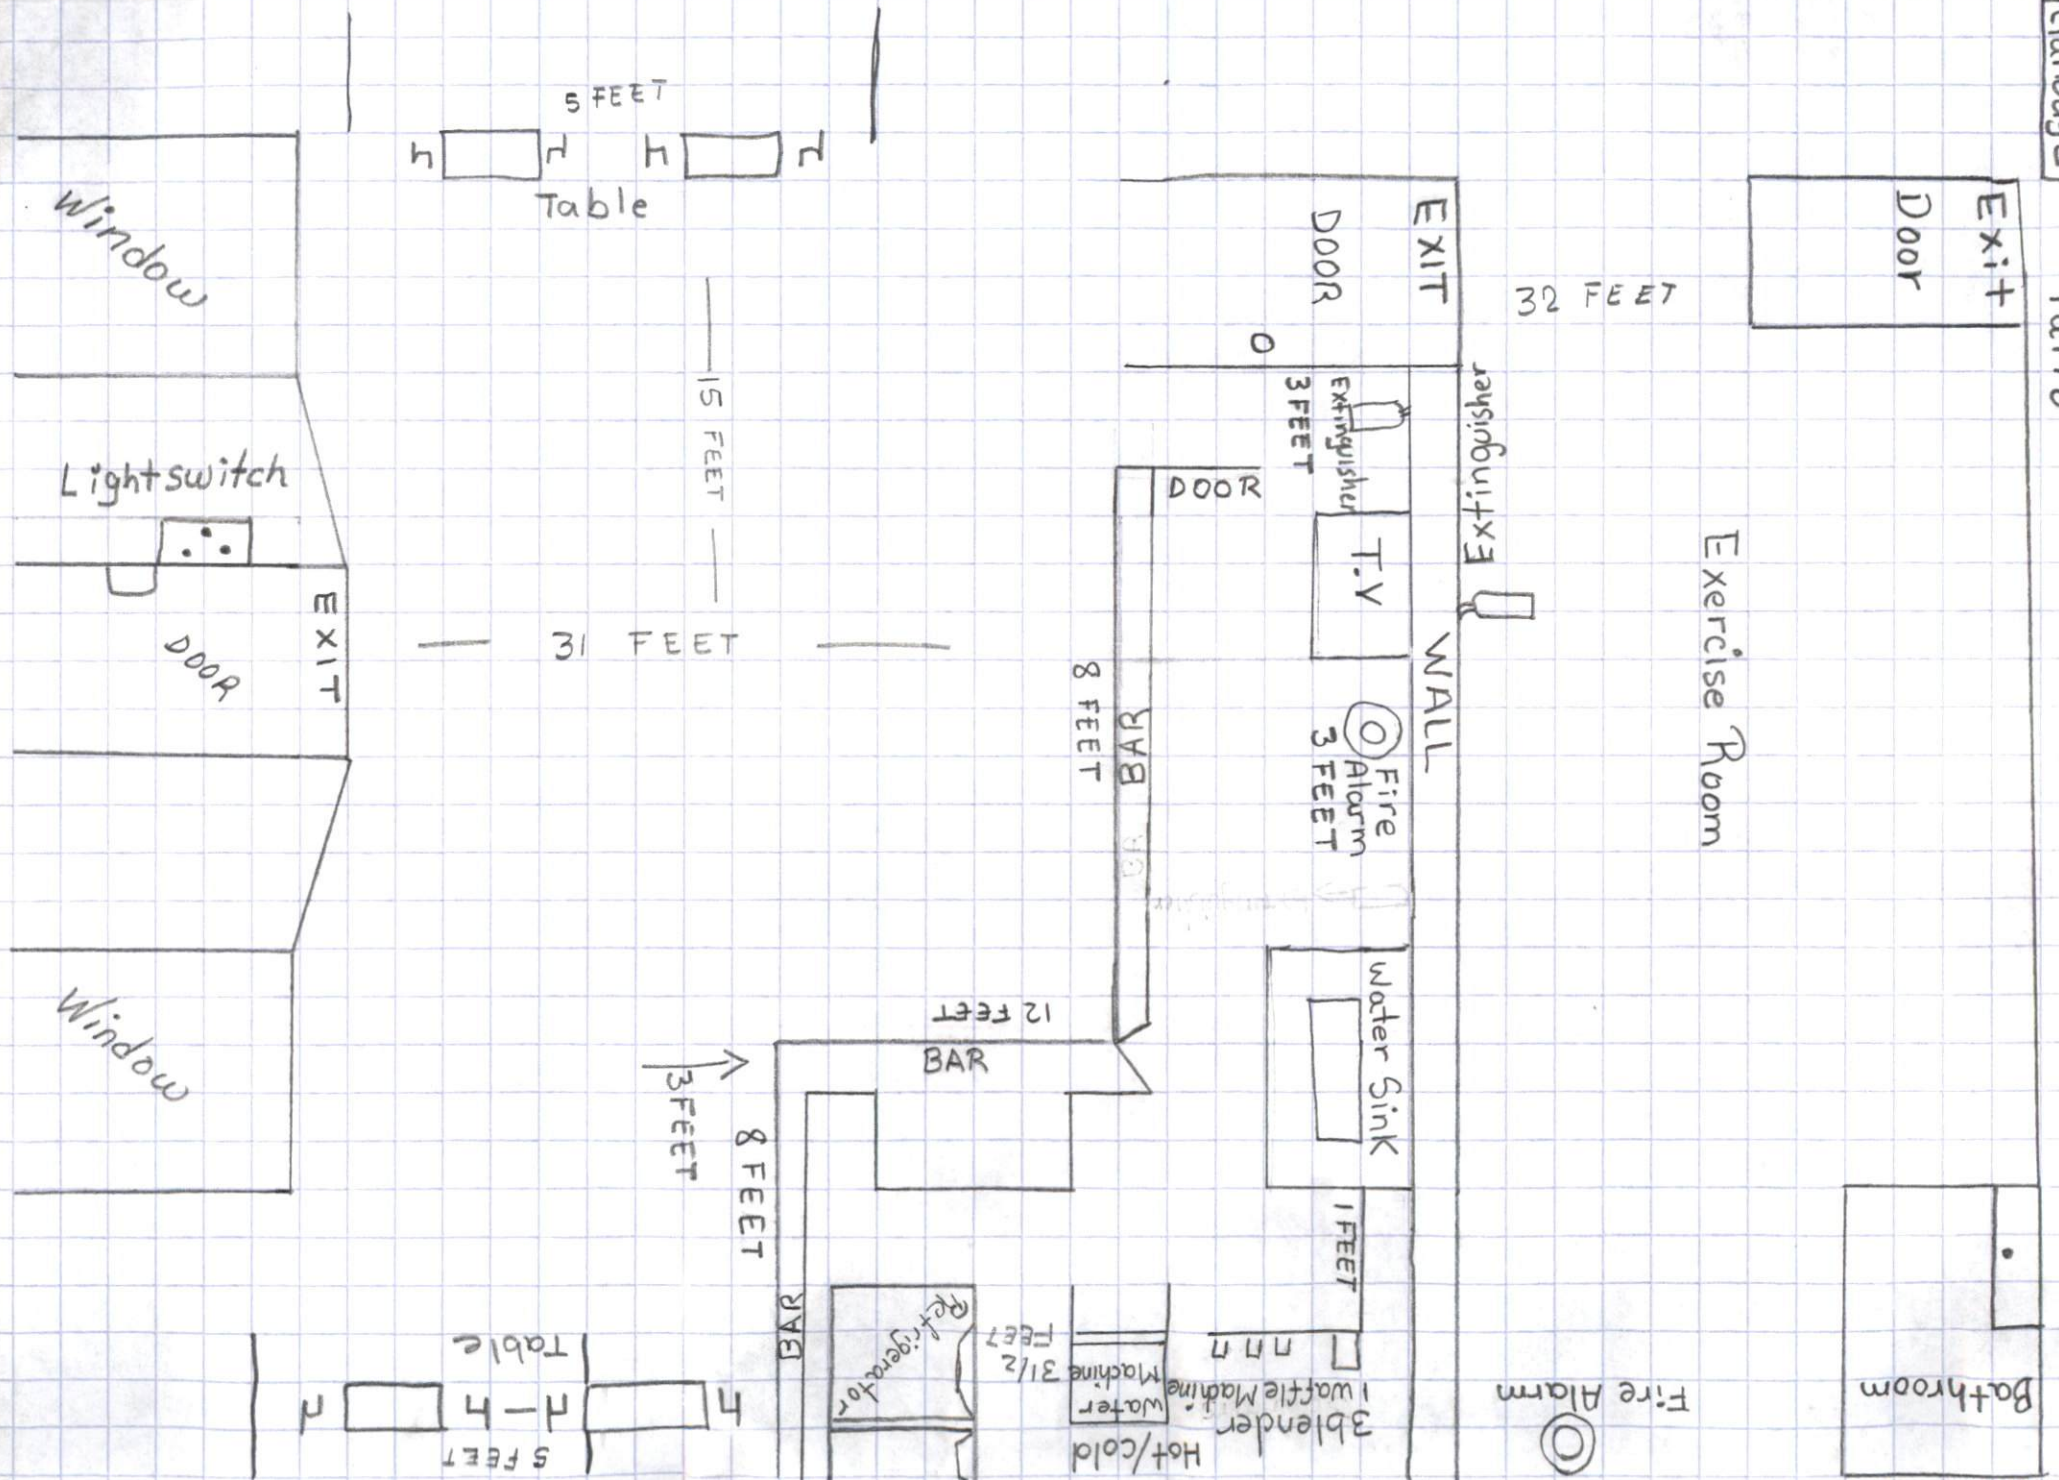 5 FEET
Table
Window
Lightswitch
DOOR
EXIT
Window
15 FEET
31 FEET
DOOR
EXIT
32 FEET
Exit
Door
3 FEET
Extinguisher
Extinguisher
DOOR
T.V
WALL
8 FEET
BAR
Fire
Alarm
3 FEET
Exercise Room
12 FEET
BAR
3 FEET
8 FEET
BAR
Water Sink
1 FEET
Refrigerator
3 1/2
FEET
Hot/Cold
Water
Machine
3 blender
1 waffle Machine
Fire Alarm
Bathroom
Table
5 FEET